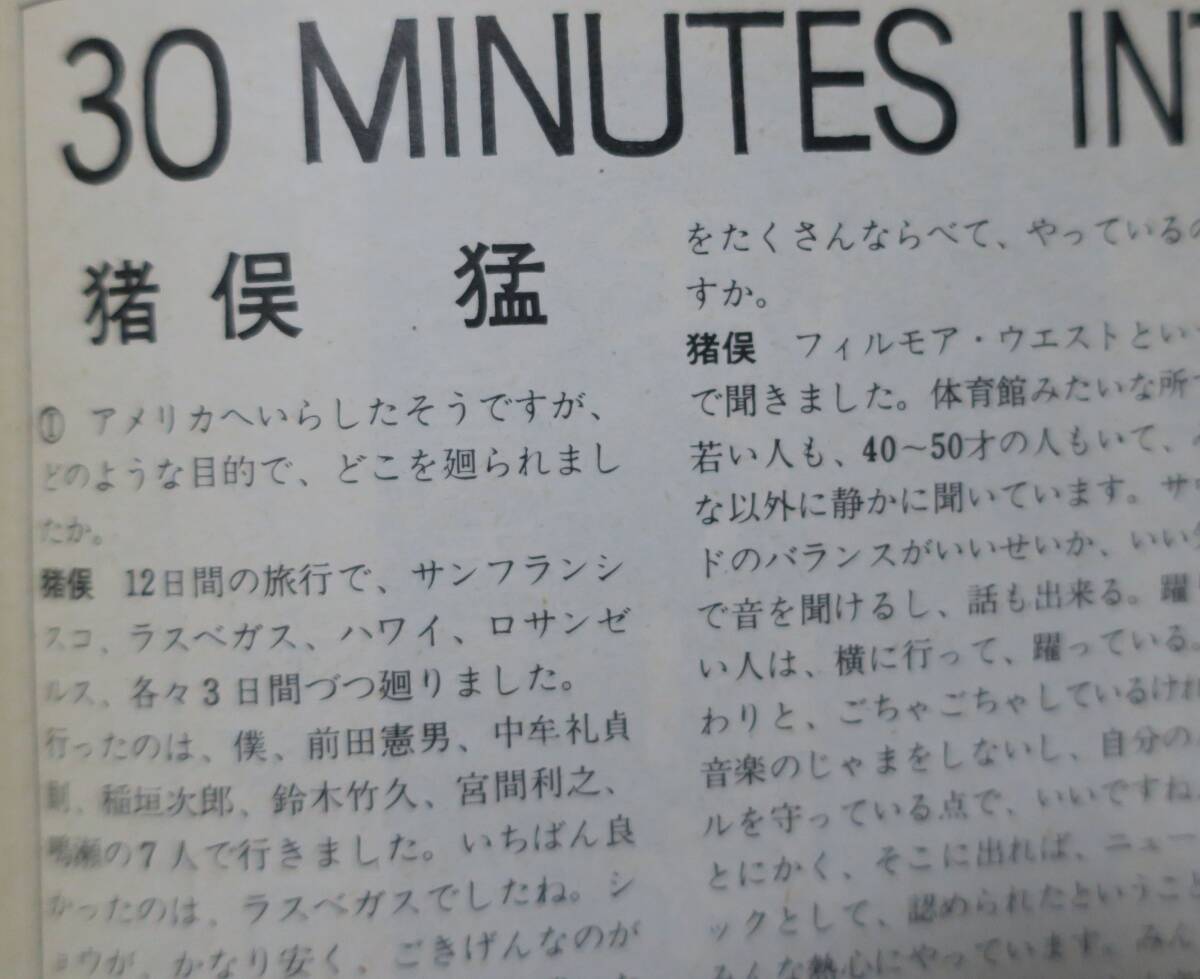 30 MINUTES INT
猪俣 猛
① アメリカへいらしたそうですが、
どのような目的で、どこを廻られまし
たか。
猪俣 12日間の旅行で、サンフランシ
スコ、ラスベガス、ハワイ、ロサンゼ
ルス、各々3日間づつ廻りました。
行ったのは、僕、前田憲男、中牟礼貞
則、稲垣次郎、鈴木竹久、宮間利之、
鳴瀬の7人で行きました。いちばん良
かったのは、ラスベガスでしたね。シ
ョウが、かなり安く、ごきげんなのが
をたくさんならべて、やっているの
すか。
猪俣 フィルモア・ウエストとい
で聞きました。体育館みたいな所
若い人も、40〜50才の人もいて、
な以外に静かに聞いています。サウ
ドのバランスがいいせいか、いい
で音を聞けるし、話も出来る。躍
い人は、横に行って、躍っている。
わりと、ごちゃごちゃしているけれ
音楽のじゃまをしないし、自分の
ルを守っている点で、いいですね
とにかく、そこに出れば、ニュー
ックとして、認められたということ
みんな熱心にやっています。みん